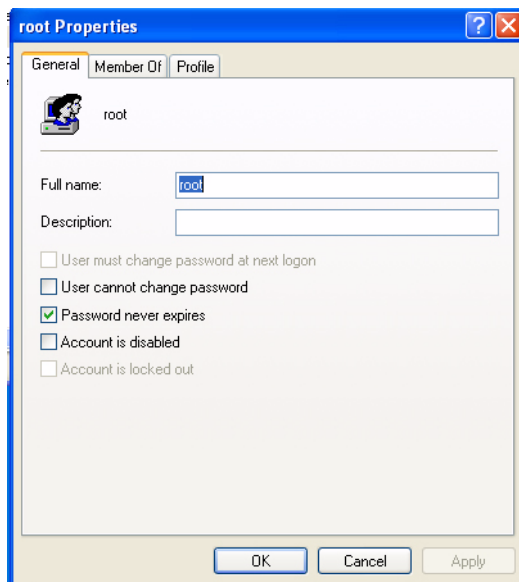 root Properties
General Member Of Profile
root
Full name: root
Description:
User must change password at next logon
User cannot change password
Password never expires
Account is disabled
Account is locked out
OK Cancel Apply